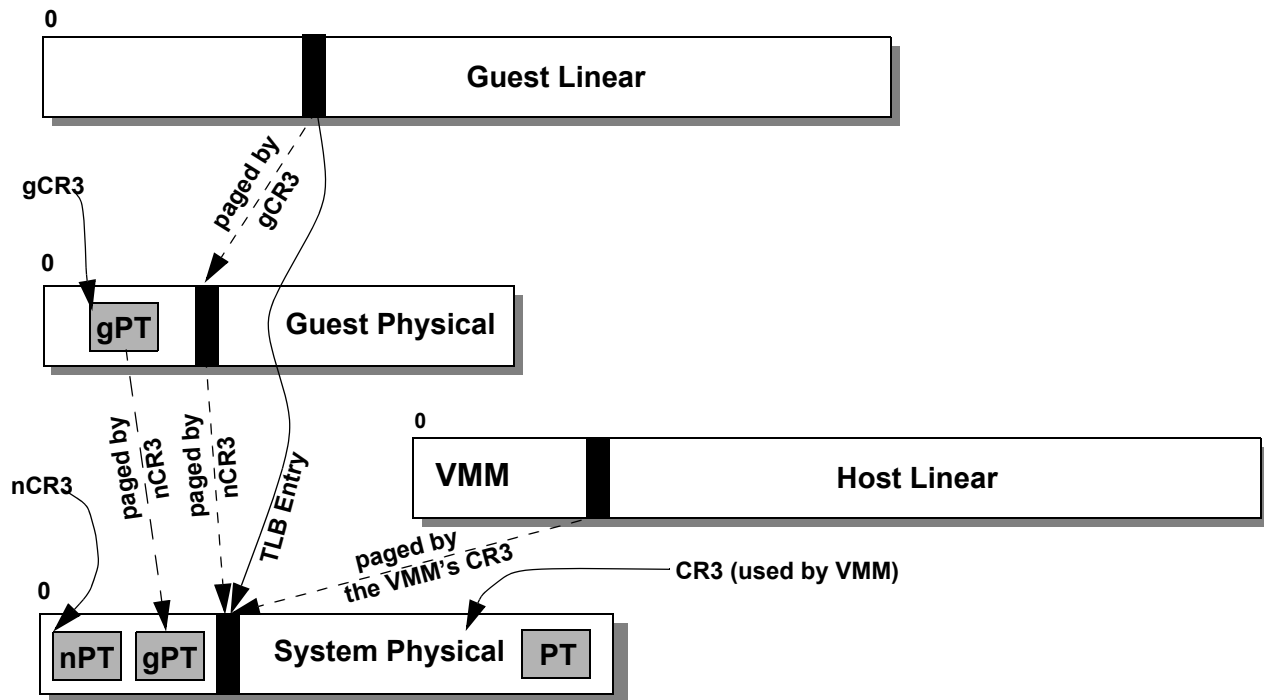 0
Guest Linear
paged by
gCR3
gCR3
0
gPT
Guest Physical
0
paged by
nCR3
paged by
nCR3
TLB Entry
VMM
Host Linear
nCR3
paged by
the VMM's CR3
CR3 (used by VMM)
0
nPT
gPT
System Physical
PT